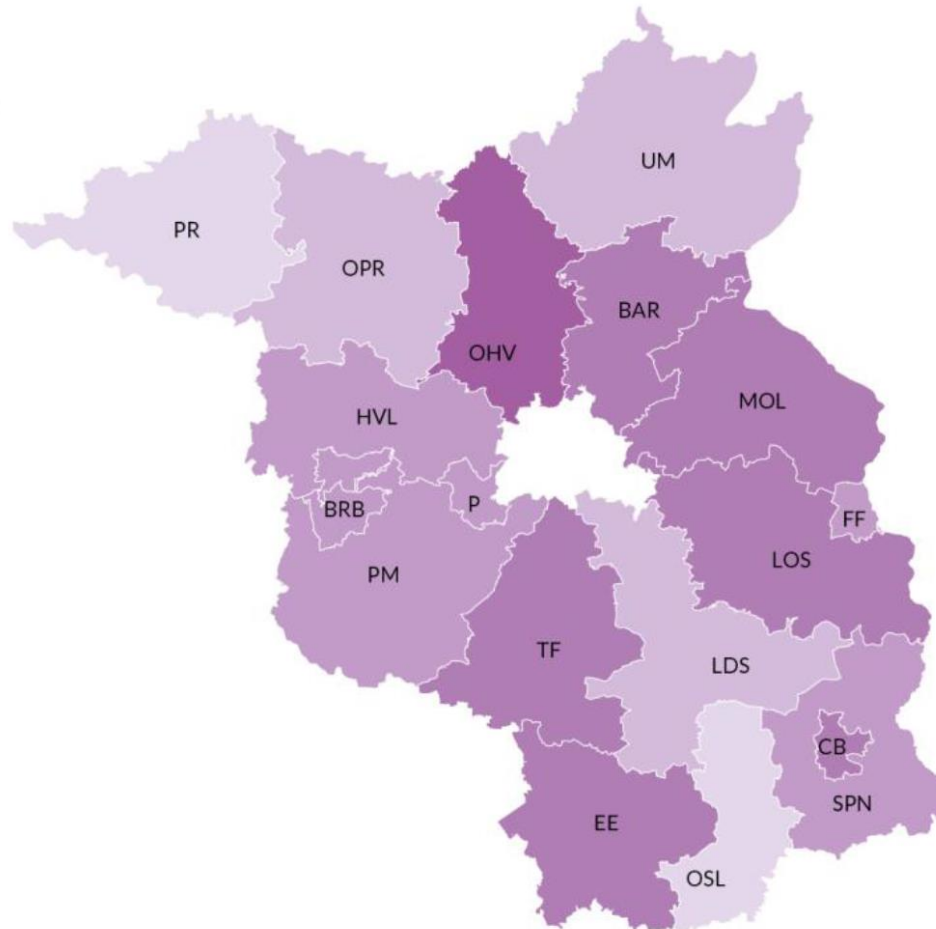 UM
PR
OPR
BAR
OHV
MOL
HVL
BRB
P
FF
PM
LOS
TF
LDS
CB
SPN
EE
OSL